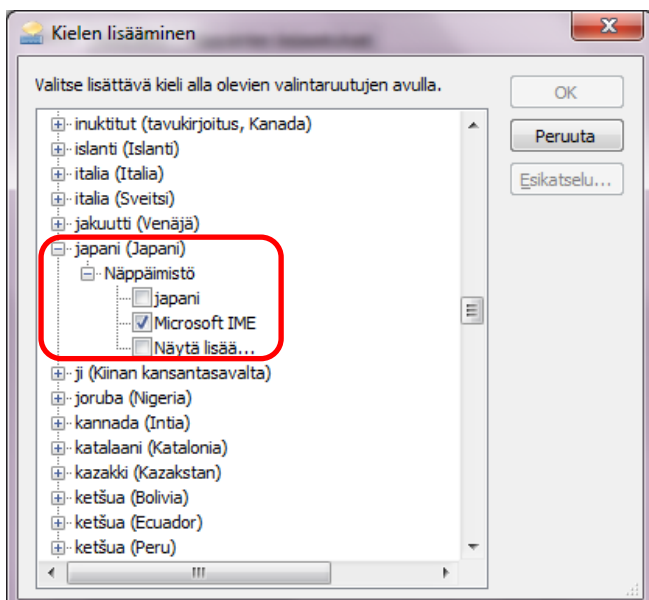 Kielen lisääminen
Valitse lisättävä kieli alla olevien valintaruutujen avulla.
OK
Peruuta
Esikatselu...
inuktitut (tavukirjoitus, Kanada)
islanti (Islanti)
italia (Italia)
italia (Sveitsi)
jakuutti (Venäjä)
japani (Japani)
Näppäimistö
japani
Microsoft IME
Näytä lisää...
ji (Kiinan kansantasavalta)
joruba (Nigeria)
kannada (Intia)
katalaani (Katalonia)
kazakki (Kazakstan)
ketšua (Bolivia)
ketšua (Ecuador)
ketšua (Peru)